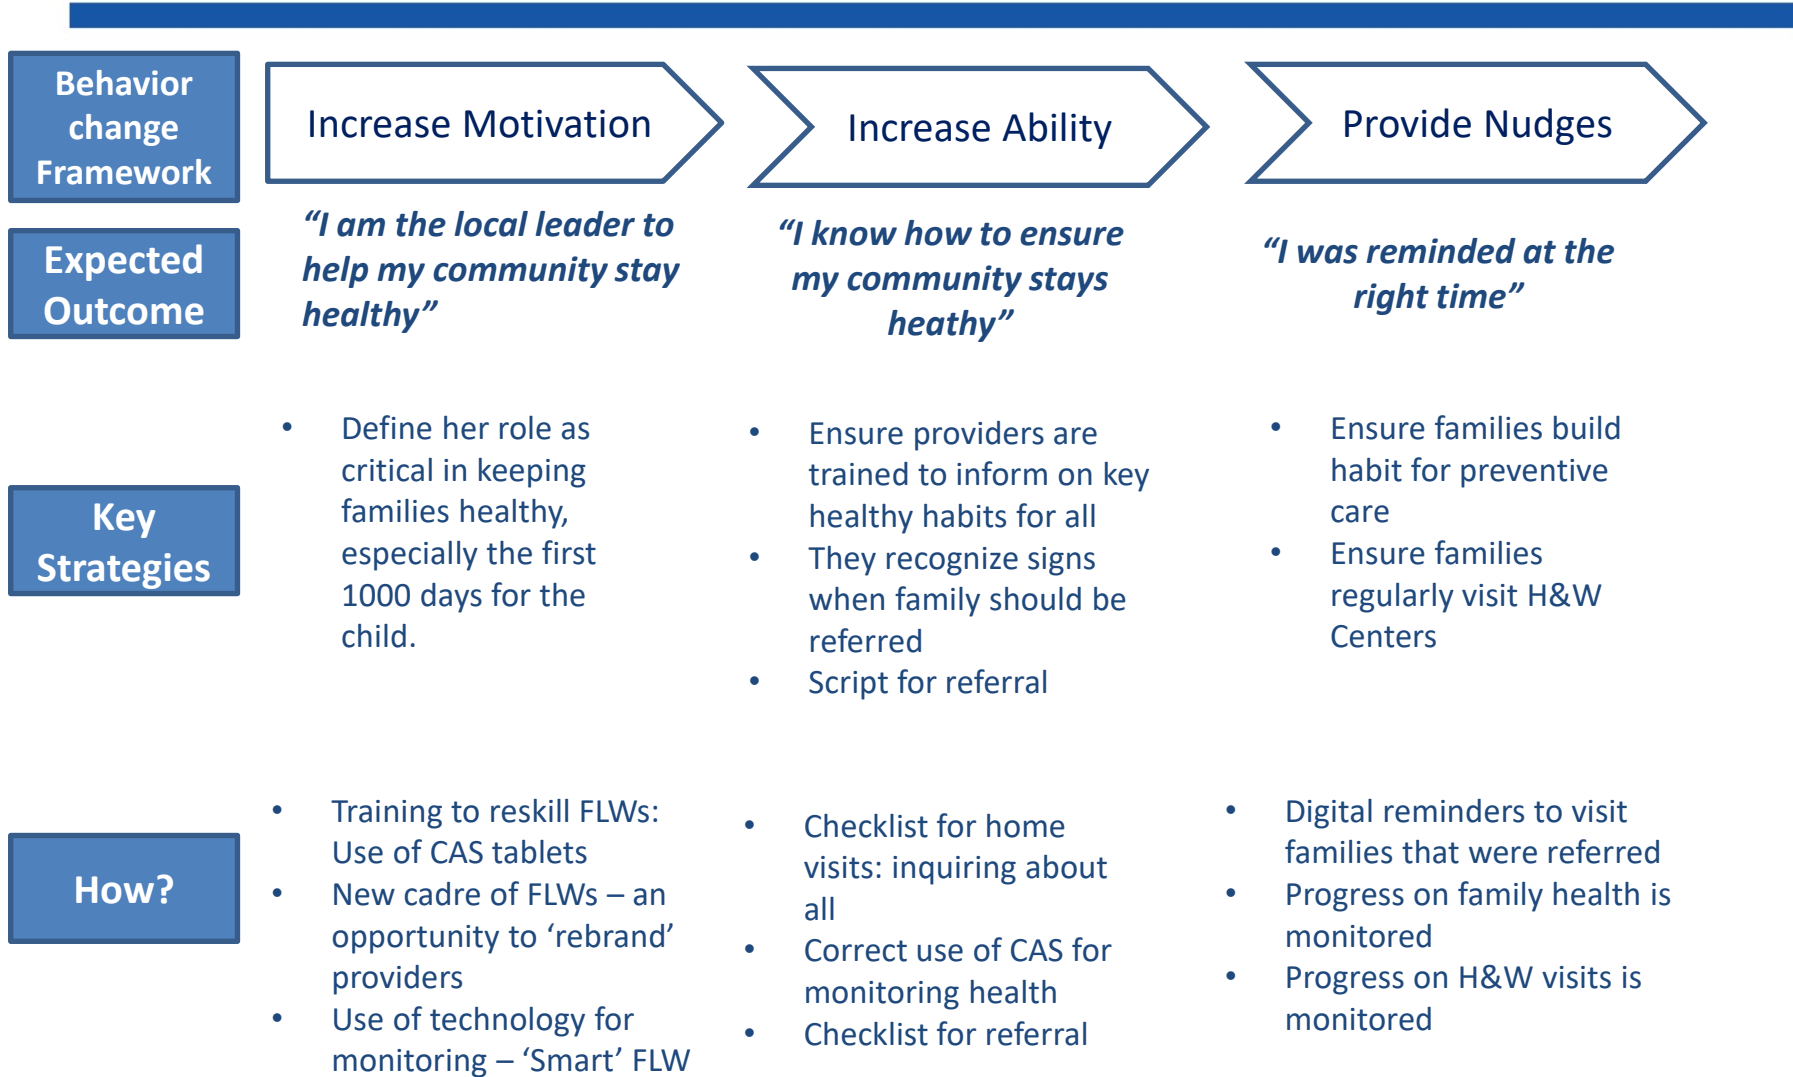 Behavior
change
Framework
Increase Motivation
Increase Ability
Provide Nudges
Expected
Outcome
“I am the local leader to
help my community stay
healthy”
“I know how to ensure
my community stays
heathy”
“I was reminded at the
right time”
Key
Strategies
• Define her role as
critical in keeping
families healthy,
especially the first
1000 days for the
child.
• Ensure providers are
trained to inform on key
healthy habits for all
• They recognize signs
when family should be
referred
• Script for referral
• Ensure families build
habit for preventive
care
• Ensure families
regularly visit H&W
Centers
How?
• Training to reskill FLWs:
Use of CAS tablets
• New cadre of FLWs – an
opportunity to ‘rebrand’
providers
• Use of technology for
monitoring – ‘Smart’ FLW
• Checklist for home
visits: inquiring about
all
• Correct use of CAS for
monitoring health
• Checklist for referral
• Digital reminders to visit
families that were referred
• Progress on family health is
monitored
• Progress on H&W visits is
monitored